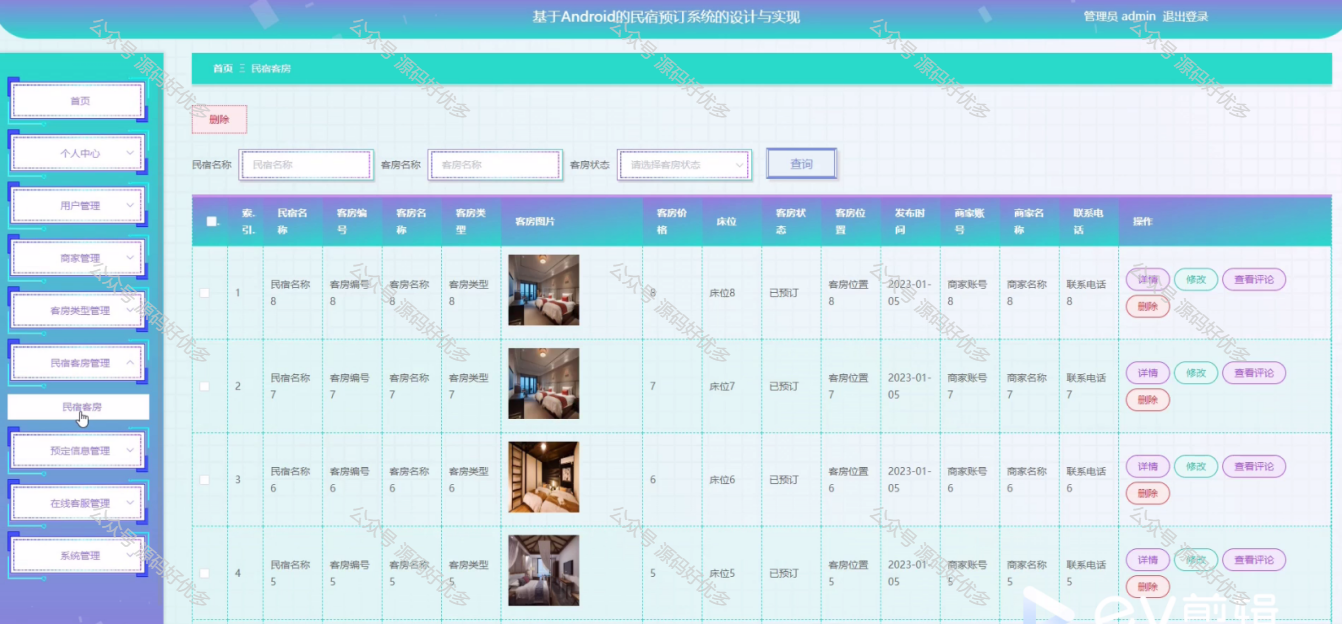 基于Android的民宿预订系统的设计与实现
管理员 admin 退出登录
首页 三 民宿客房
首页
个人中心
用户管理
商家管理
客房类型管理
民宿客房管理
民宿客房
预定信息管理
在线客服管理
系统管理
删除
民宿名称 民宿名称 客房名称 客房名称 客房状态 请选择客房状态 查询
索引 民宿名称 客房编号 客房名称 客房类型 客房图片 客房价格 床位 客房状态 客房位置 发布时间 商家账号 商家名称 联系电话 操作
1 民宿名称8 客房编号8 客房名称8 客房类型8 8 床位8 已预订 客房位置8 2023-01-05 商家账号8 商家名称8 联系电话8 详情 修改 查看评论 删除
2 民宿名称7 客房编号7 客房名称7 客房类型7 7 床位7 已预订 客房位置7 2023-01-05 商家账号7 商家名称7 联系电话7 详情 修改 查看评论 删除
3 民宿名称6 客房编号6 客房名称6 客房类型6 6 床位6 已预订 客房位置6 2023-01-05 商家账号6 商家名称6 联系电话6 详情 修改 查看评论 删除
4 民宿名称5 客房编号5 客房名称5 客房类型5 5 床位5 已预订 客房位置5 2023-01-05 商家账号5 商家名称5 联系电话5 详情 修改 查看评论 删除
公众号 源码好优多
EV剪辑